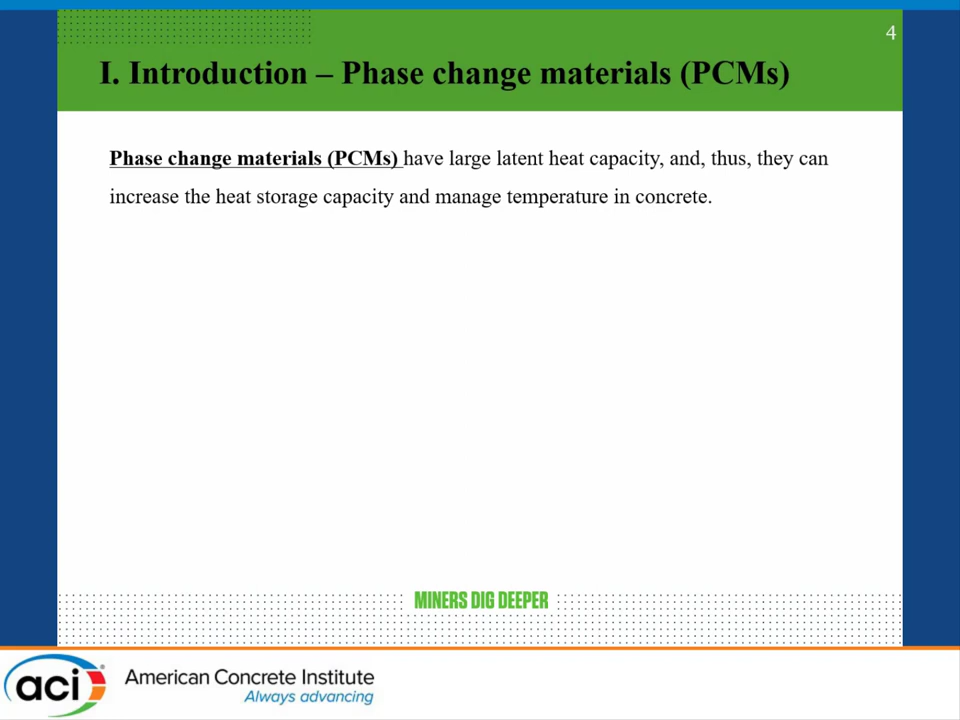 4
I. Introduction – Phase change materials (PCMs)
Phase change materials (PCMs) have large latent heat capacity, and, thus, they can
increase the heat storage capacity and manage temperature in concrete.
MINERS DIG DEEPER
aci
American Concrete Institute
Always advancing